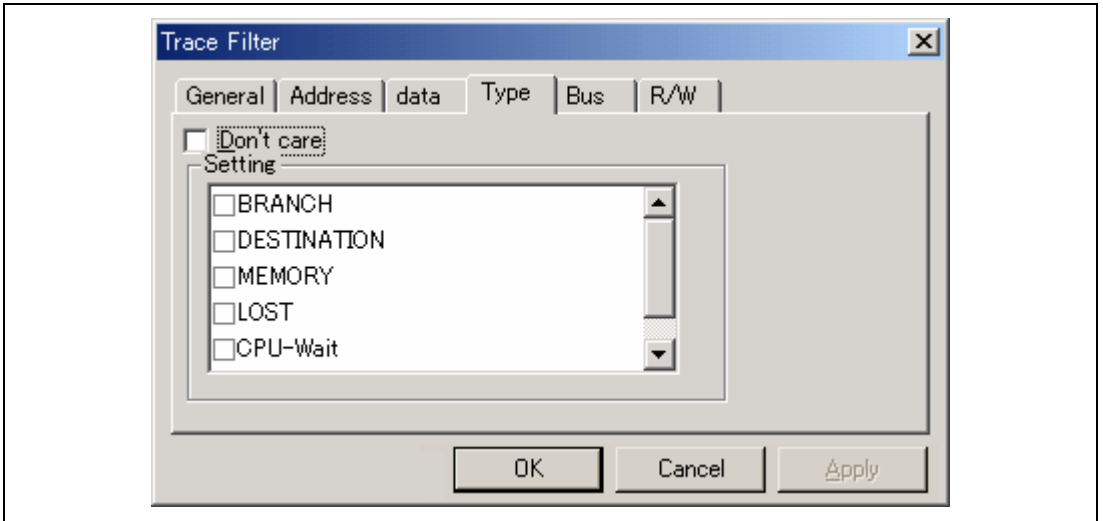 Trace Filter
General Address data Type Bus R/W
Don't care
Setting
BRANCH
DESTINATION
MEMORY
LOST
CPU-Wait
OK Cancel Apply